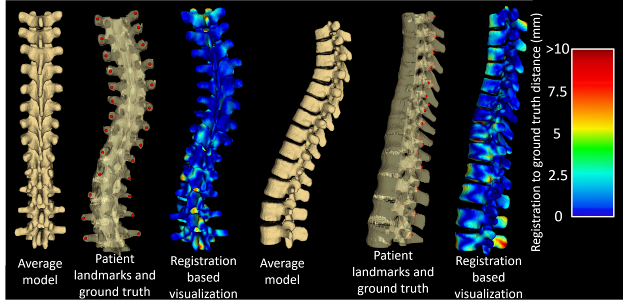 Average
model
Patient
landmarks and
ground truth
Registration
based
visualization
Average
model
Patient
landmarks and
ground truth
Registration
based
visualization
Registration to ground truth distance (mm)
>10
7.5
5
2.5
0